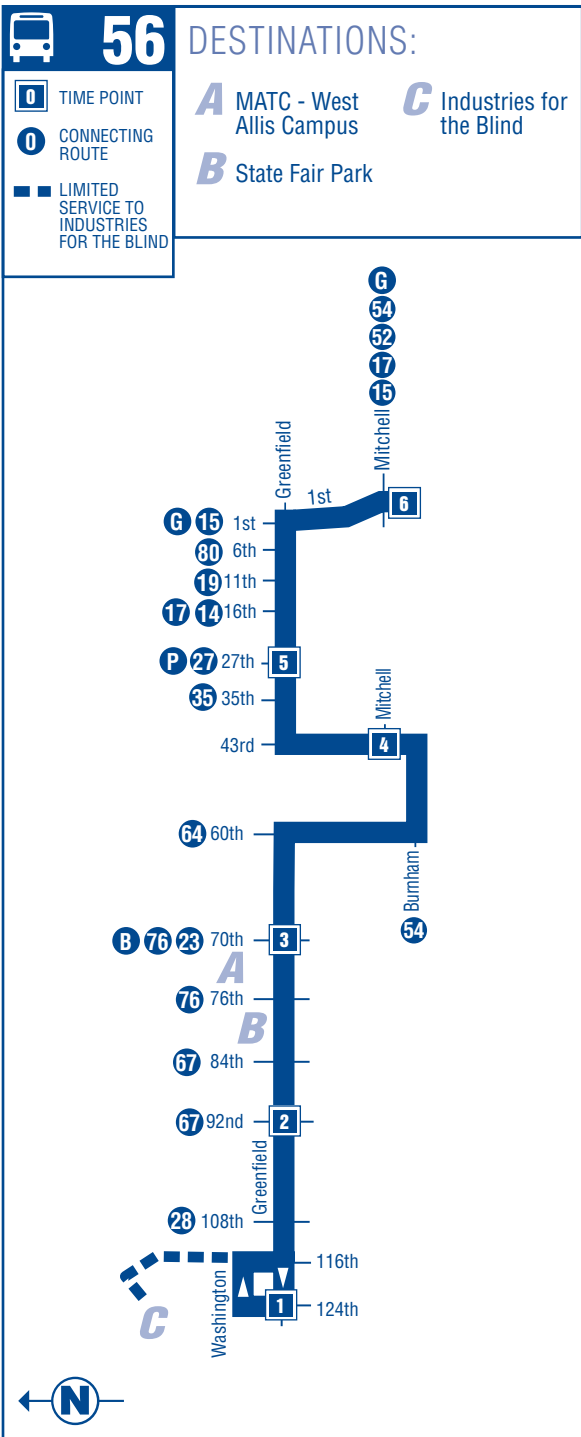 56
DESTINATIONS:
0 TIME POINT
0 CONNECTING
ROUTE
LIMITED
SERVICE TO
INDUSTRIES
FOR THE BLIND
A MATC - West
Allis Campus
B State Fair Park
C Industries for
the Blind
G
54
52
17
15
Mitchell
Greenfield
1st
6
G 15 1st
80 6th
19 11th
17 14 16th
P 27 27th 5
35 35th
Mitchell
43rd 4
64 60th
Burnham
54
B 76 23 70th 3
A
76 76th
B
67 84th
67 92nd 2
Greenfield
28 108th
116th
Washington
1 124th
C
N